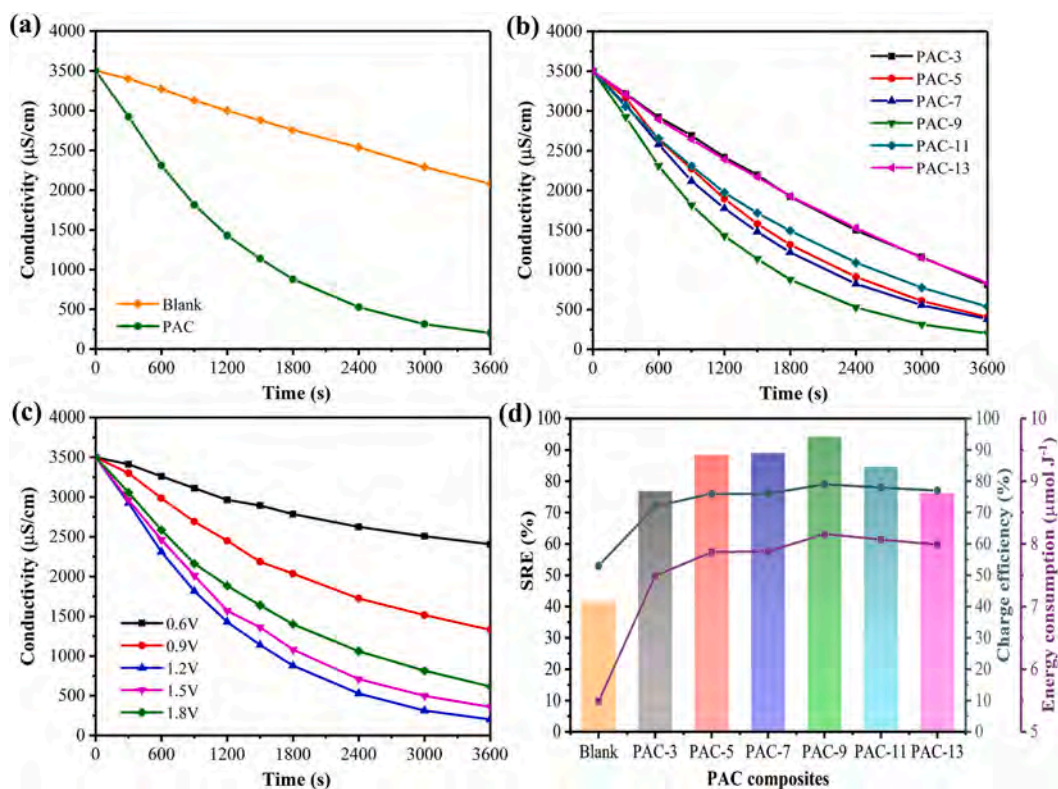 (a)
4000
3500
3000
2500
2000
1500
1000
500
0
Conductivity (μS/cm)
Blank
PAC
0 600 1200 1800 2400 3000 3600
Time (s)
(b)
4000
3500
3000
2500
2000
1500
1000
500
0
Conductivity (μS/cm)
PAC-3
PAC-5
PAC-7
PAC-9
PAC-11
PAC-13
0 600 1200 1800 2400 3000 3600
Time (s)
(c)
4000
3500
3000
2500
2000
1500
1000
500
0
Conductivity (μS/cm)
0.6V
0.9V
1.2V
1.5V
1.8V
0 600 1200 1800 2400 3000 3600
Time (s)
(d)
100
90
80
70
60
50
40
30
20
10
0
SRE (%)
100
90
80
70
60
50
40
30
20
10
0
Charge efficiency (%)
10
9
8
7
6
5
Energy consumption (μmol J⁻¹)
Blank PAC-3 PAC-5 PAC-7 PAC-9 PAC-11 PAC-13
PAC composites